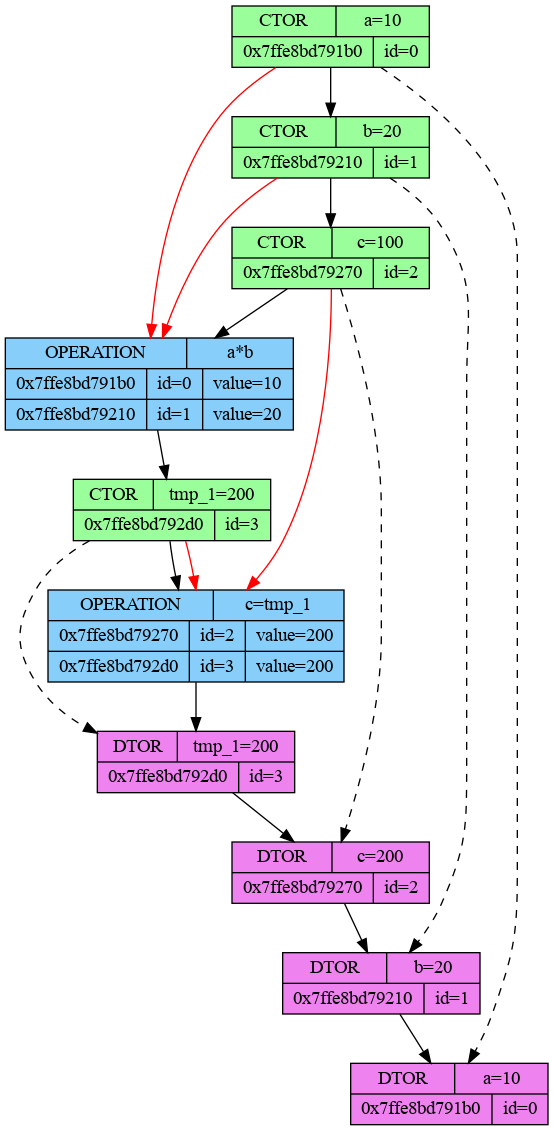 CTOR a=10
0x7ffe8bd791b0 id=0
CTOR b=20
0x7ffe8bd79210 id=1
CTOR c=100
0x7ffe8bd79270 id=2
OPERATION a*b
0x7ffe8bd791b0 id=0 value=10
0x7ffe8bd79210 id=1 value=20
CTOR tmp_1=200
0x7ffe8bd792d0 id=3
OPERATION c=tmp_1
0x7ffe8bd79270 id=2 value=200
0x7ffe8bd792d0 id=3 value=200
DTOR tmp_1=200
0x7ffe8bd792d0 id=3
DTOR c=200
0x7ffe8bd79270 id=2
DTOR b=20
0x7ffe8bd79210 id=1
DTOR a=10
0x7ffe8bd791b0 id=0